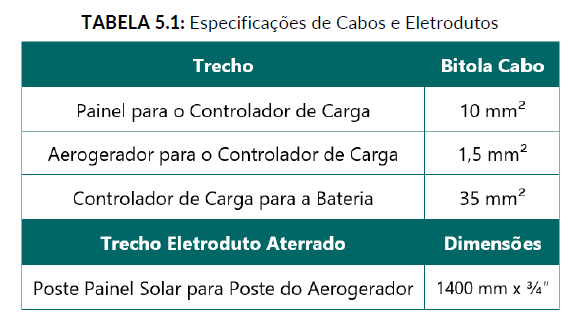 TABELA 5.1: Especificações de Cabos e Eletrodutos
Trecho Bitola Cabo
Painel para o Controlador de Carga 10 mm²
Aerogerador para o Controlador de Carga 1,5 mm²
Controlador de Carga para a Bateria 35 mm²
Trecho Eletroduto Aterrado Dimensões
Poste Painel Solar para Poste do Aerogerador 1400 mm x ¾"